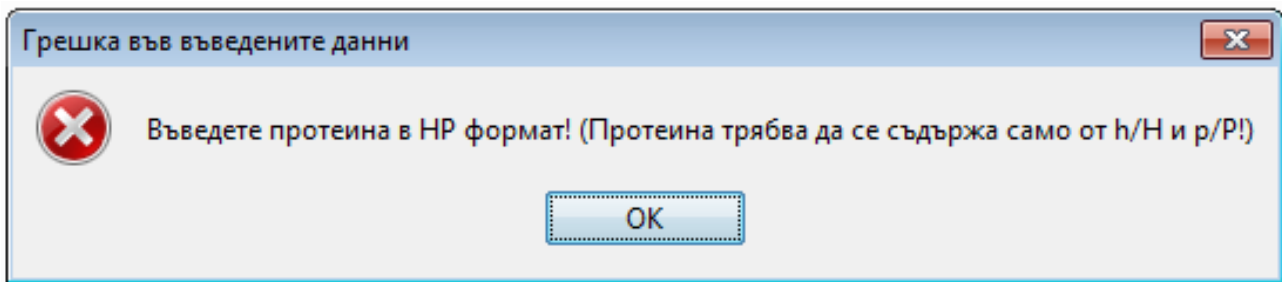 Грешка във въведените данни
Въведете протеина в HP формат! (Протеина трябва да се съдържа само от h/H и p/P!)
OK